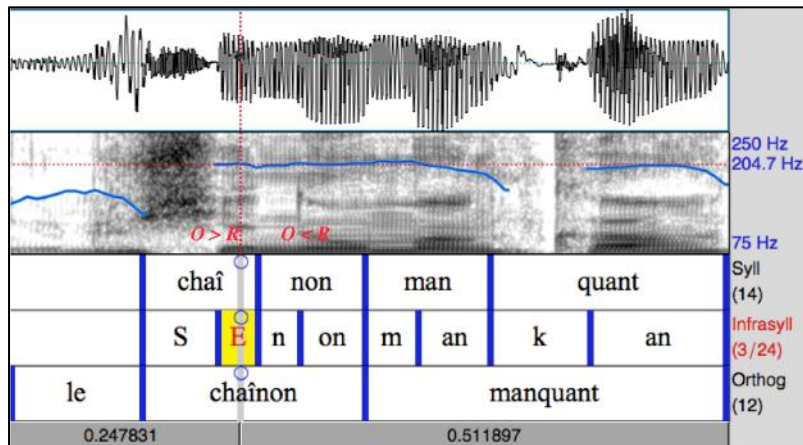 250 Hz
204.7 Hz
O > R O < R
75 Hz
chaî non man quant Syll
(14)
S E n on m an k an Infrasyll
(3/24)
le chaînon manquant Orthog
(12)
0.247831 0.511897